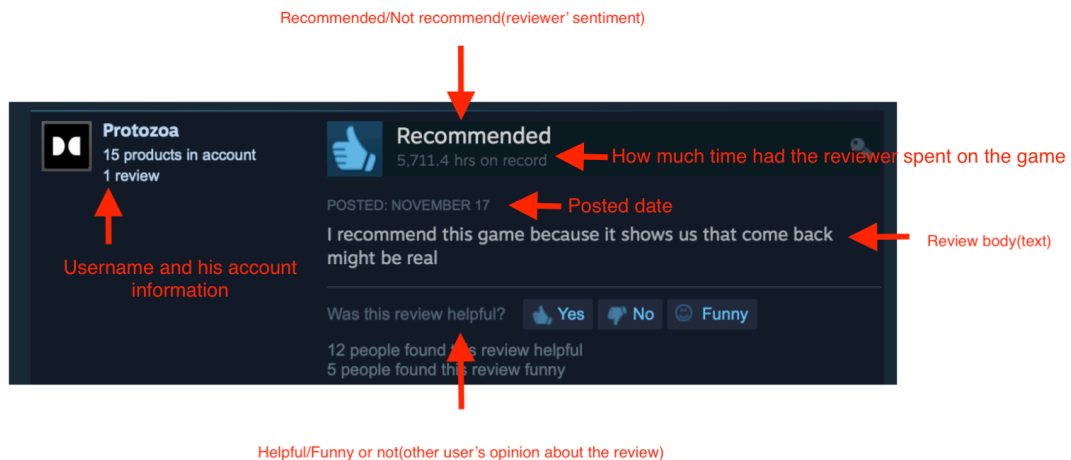 Recommended/Not recommend(reviewer’ sentiment)
Protozoa
15 products in account
1 review
Username and his account
information
Recommended
5,711.4 hrs on record
How much time had the reviewer spent on the game
POSTED: NOVEMBER 17
Posted date
I recommend this game because it shows us that come back
might be real
Review body(text)
Was this review helpful?
Yes
No
Funny
12 people found this review helpful
5 people found this review funny
Helpful/Funny or not(other user’s opinion about the review)